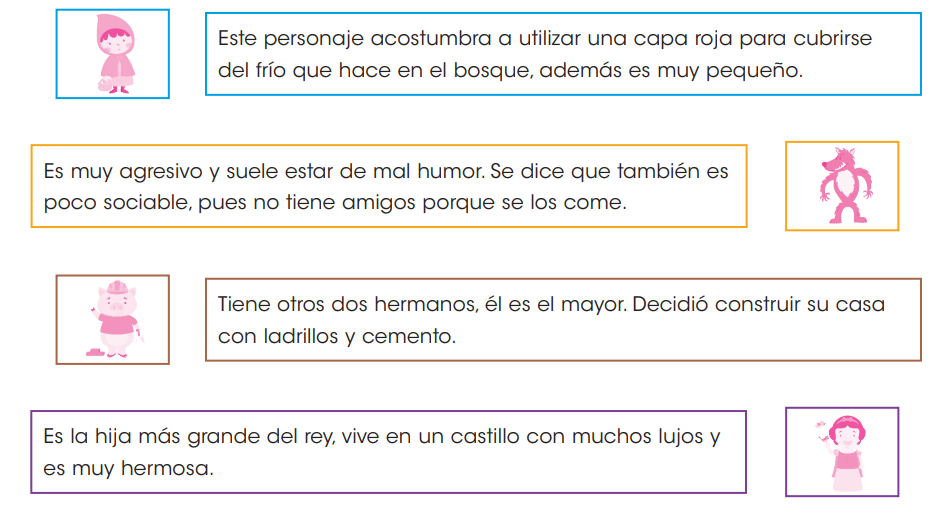 Este personaje acostumbra a utilizar una capa roja para cubrirse
del frío que hace en el bosque, además es muy pequeño.
Es muy agresivo y suele estar de mal humor. Se dice que también es
poco sociable, pues no tiene amigos porque se los come.
Tiene otros dos hermanos, él es el mayor. Decidió construir su casa
con ladrillos y cemento.
Es la hija más grande del rey, vive en un castillo con muchos lujos y
es muy hermosa.